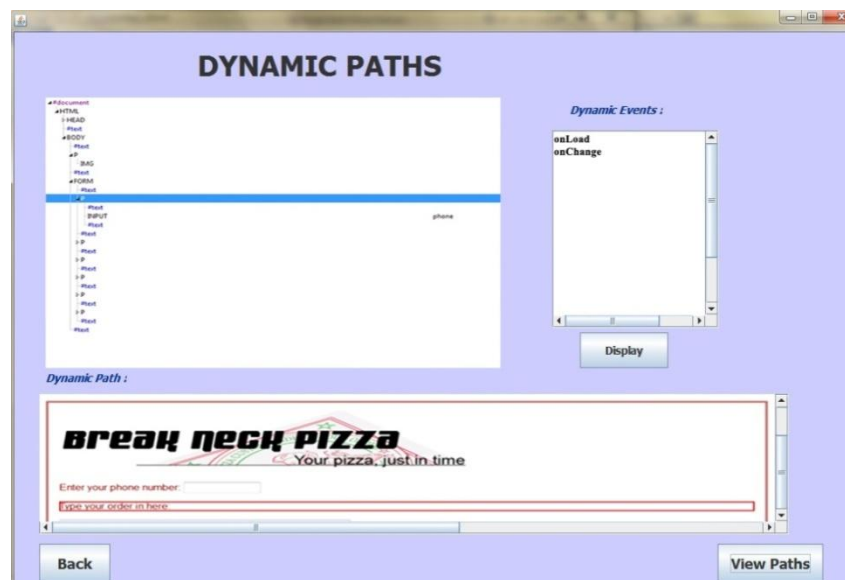 DYNAMIC PATHS
#document
HTML
HEAD
#text
BODY
#text
P
IMG
#text
FORM
#text
P
#text
INPUT phone
#text
#text
P
#text
P
#text
P
#text
P
#text
P
#text
#text
Dynamic Events :
onLoad
onChange
Display
Dynamic Path :
Break Neck Pizza
Your pizza, just in time
Enter your phone number:
Type your order in here:
Back
View Paths